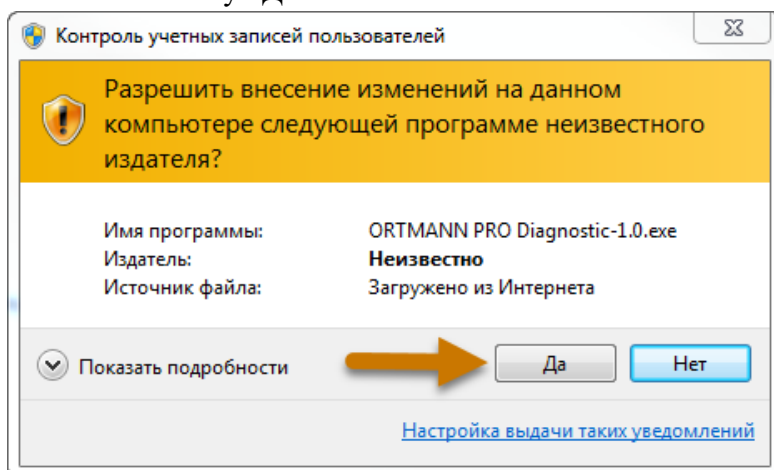 Контроль учетных записей пользователей
Разрешить внесение изменений на данном
компьютере следующей программе неизвестного
издателя?
Имя программы: ORTMANN PRO Diagnostic-1.0.exe
Издатель: Неизвестно
Источник файла: Загружено из Интернета
Показать подробности
Да
Нет
Настройка выдачи таких уведомлений